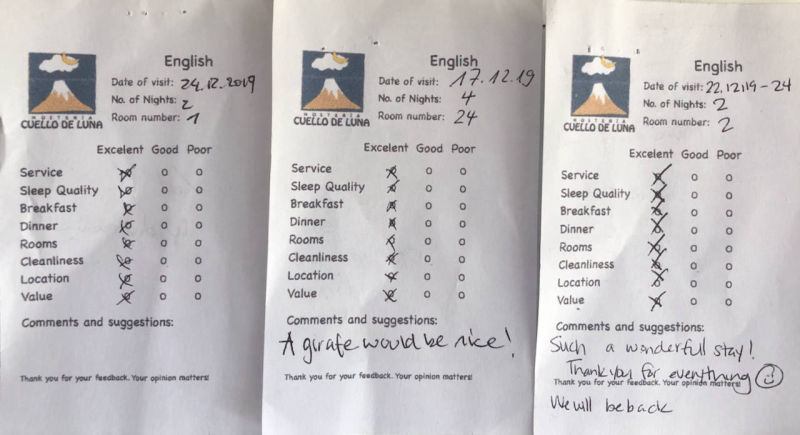 English
Date of visit: 24.12.2019
No. of Nights: 2
Room number: 1
HOSTERÍA
CUELLO DE LUNA
Excelent Good Poor
Service
Sleep Quality
Breakfast
Dinner
Rooms
Cleanliness
Location
Value
Comments and suggestions:
Thank you for your feedback. Your opinion matters!
English
Date of visit: 17.12.19
No. of Nights: 4
Room number: 24
HOSTERÍA
CUELLO DE LUNA
Excelent Good Poor
Service
Sleep Quality
Breakfast
Dinner
Rooms
Cleanliness
Location
Value
Comments and suggestions:
A girafe would be nice!
Thank you for your feedback. Your opinion matters!
English
Date of visit: 22.12.19-24
No. of Nights: 2
Room number: 2
HOSTERÍA
CUELLO DE LUNA
Excelent Good Poor
Service
Sleep Quality
Breakfast
Dinner
Rooms
Cleanliness
Location
Value
Comments and suggestions:
Such a wonderfull stay!
Thank you for everything
Thank you for your feedback. Your opinion matters!
We will be back